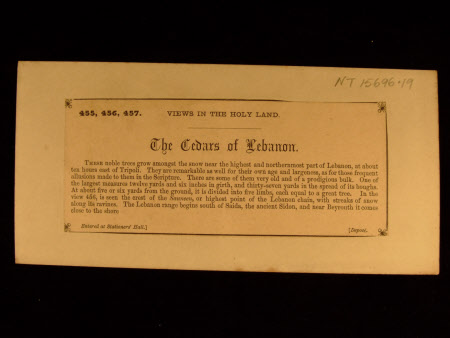 NT 15696.19
455, 456, 457. VIEWS IN THE HOLY LAND.
The Cedars of Lebanon.
THESE noble trees grow amongst the snow near the highest and northernmost part of Lebanon, at about
ten hours east of Tripoli. They are remarkable as well for their own age and largeness, as for those frequent
allusions made to them in the Scripture. There are some of them very old and of a prodigious bulk. One of
the largest measures twelve yards and six inches in girth, and thirty-seven yards in the spread of its boughs.
At about five or six yards from the ground, it is divided into five limbs, each equal to a great tree. In the
view 456, is seen the most of the Sunneen, or highest point of the Lebanon chain, with streaks of snow
along its ravines. The Lebanon range begins south of Saida, the ancient Sidon, and near Beyrout it comes
close to the shore
Entered at Stationers' Hall.] [Depose.